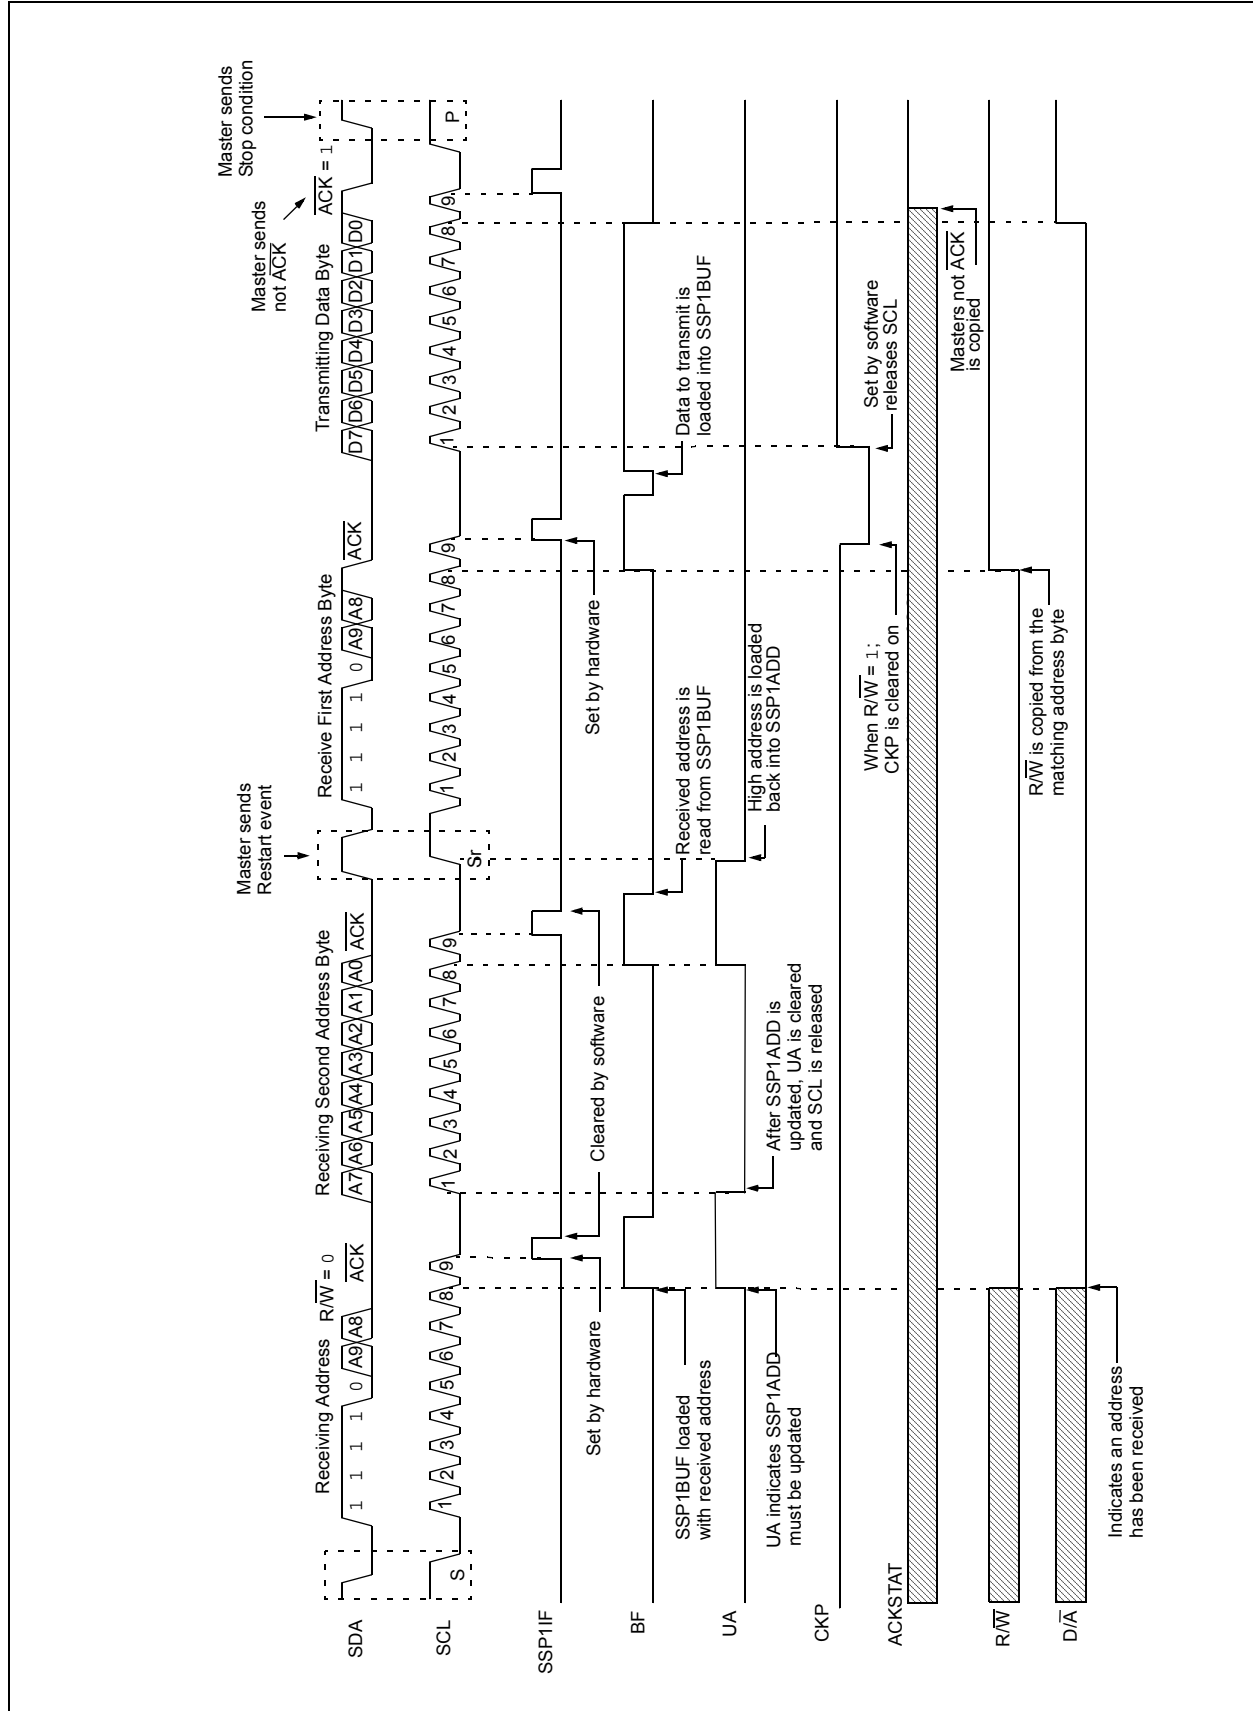 Master sends
Stop condition
Master sends
not A̅C̅K̅
Master sends
Restart event
Receiving Address R/W̅ = 0
Receiving Second Address Byte
Receive First Address Byte
Transmitting Data Byte
A̅C̅K̅ = 1
SDA
1 1 1 1 0 A9 A8 A̅C̅K̅
A7 A6 A5 A4 A3 A2 A1 A0 A̅C̅K̅
1 1 1 1 0 A9 A8 A̅C̅K̅
D7 D6 D5 D4 D3 D2 D1 D0
SCL
S
1 2 3 4 5 6 7 8 9
1 2 3 4 5 6 7 8 9
Sr
1 2 3 4 5 6 7 8 9
1 2 3 4 5 6 7 8 9
P
SSP1IF
Set by hardware
Cleared by software
Set by hardware
BF
SSP1BUF loaded
with received address
Received address is
read from SSP1BUF
Data to transmit is
loaded into SSP1BUF
UA
UA indicates SSP1ADD
must be updated
After SSP1ADD is
updated, UA is cleared
and SCL is released
High address is loaded
back into SSP1ADD
CKP
When R/W̅ = 1;
CKP is cleared on
Set by software
releases SCL
ACKSTAT
Masters not A̅C̅K̅
is copied
R/W̅
R/W̅ is copied from the
matching address byte
D/A̅
Indicates an address
has been received